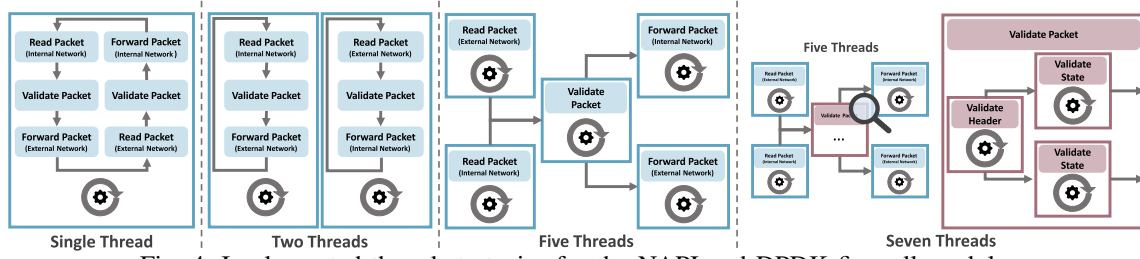 Read Packet
(Internal Network)
Validate Packet
Forward Packet
(External Network)
Forward Packet
(Internal Network)
Validate Packet
Read Packet
(External Network)
Single Thread
Read Packet
(Internal Network)
Validate Packet
Forward Packet
(External Network)
Read Packet
(External Network)
Validate Packet
Forward Packet
(Internal Network)
Two Threads
Read Packet
(External Network)
Read Packet
(Internal Network)
Validate
Packet
Forward Packet
(Internal Network)
Forward Packet
(External Network)
Five Threads
Five Threads
Read Packet
(External Network)
Read Packet
(Internal Network)
Validate
...
Forward Packet
(Internal Network)
Forward Packet
(External Network)
Validate Packet
Validate
Header
Validate
State
Validate
State
Seven Threads